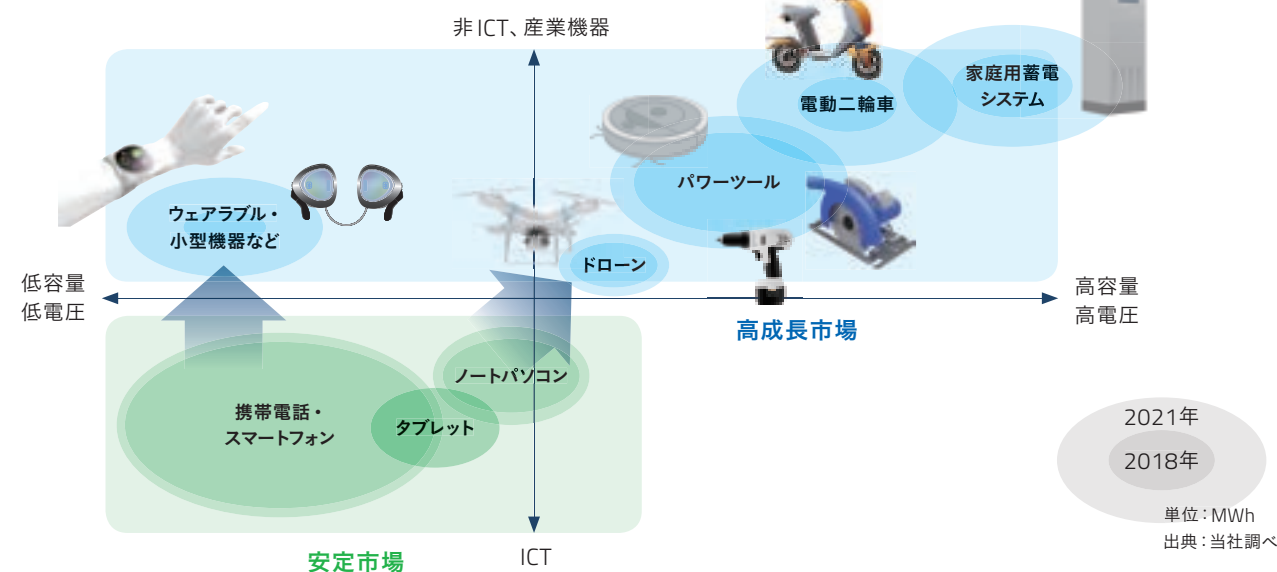 非ICT、産業機器
家庭用蓄電
システム
電動二輪車
パワーツール
ウェアラブル・
小型機器など
ドローン
低容量
低電圧
高容量
高電圧
高成長市場
ノートパソコン
携帯電話・
スマートフォン
タブレット
2021年
2018年
単位：MWh
出典：当社調べ
ICT
安定市場